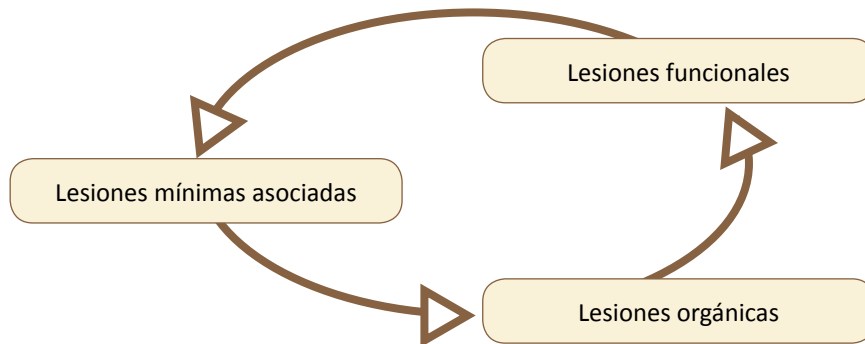 Lesiones funcionales
Lesiones mínimas asociadas
Lesiones orgánicas